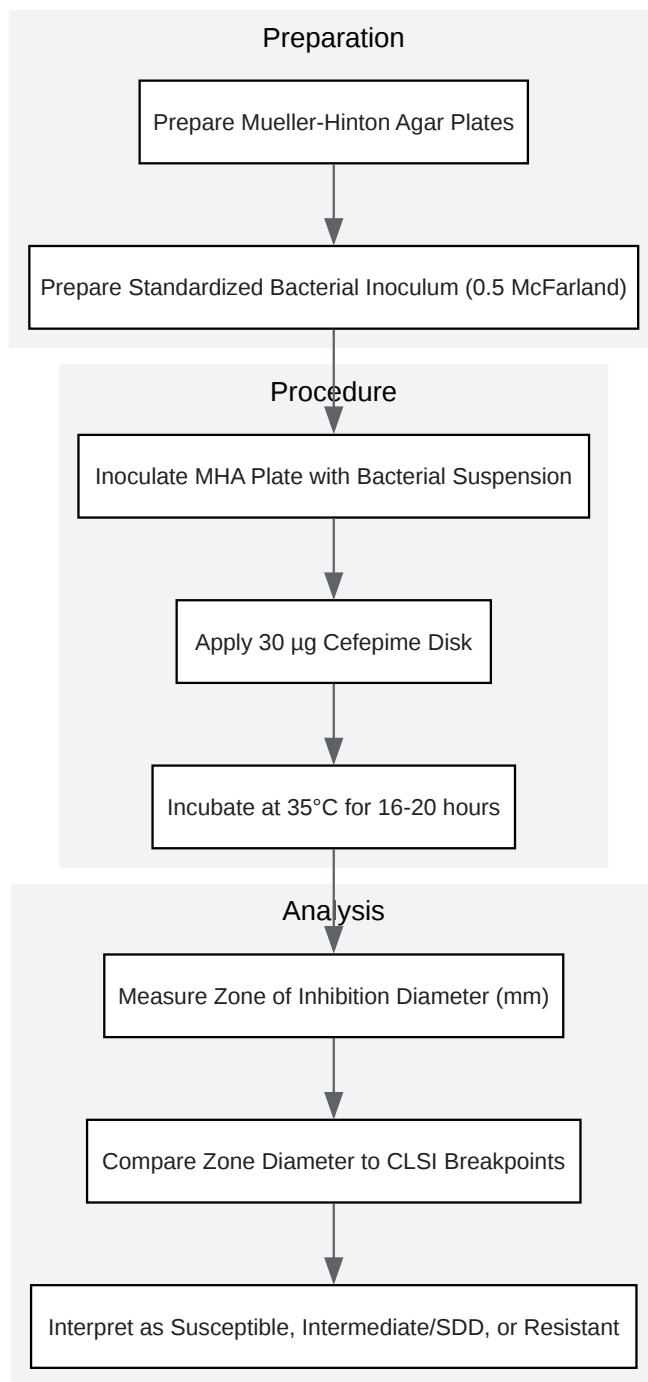 Preparation
Prepare Mueller-Hinton Agar Plates
Prepare Standardized Bacterial Inoculum (0.5 McFarland)
Procedure
Inoculate MHA Plate with Bacterial Suspension
Apply 30 µg Cefepime Disk
Incubate at 35°C for 16-20 hours
Analysis
Measure Zone of Inhibition Diameter (mm)
Compare Zone Diameter to CLSI Breakpoints
Interpret as Susceptible, Intermediate/SDD, or Resistant